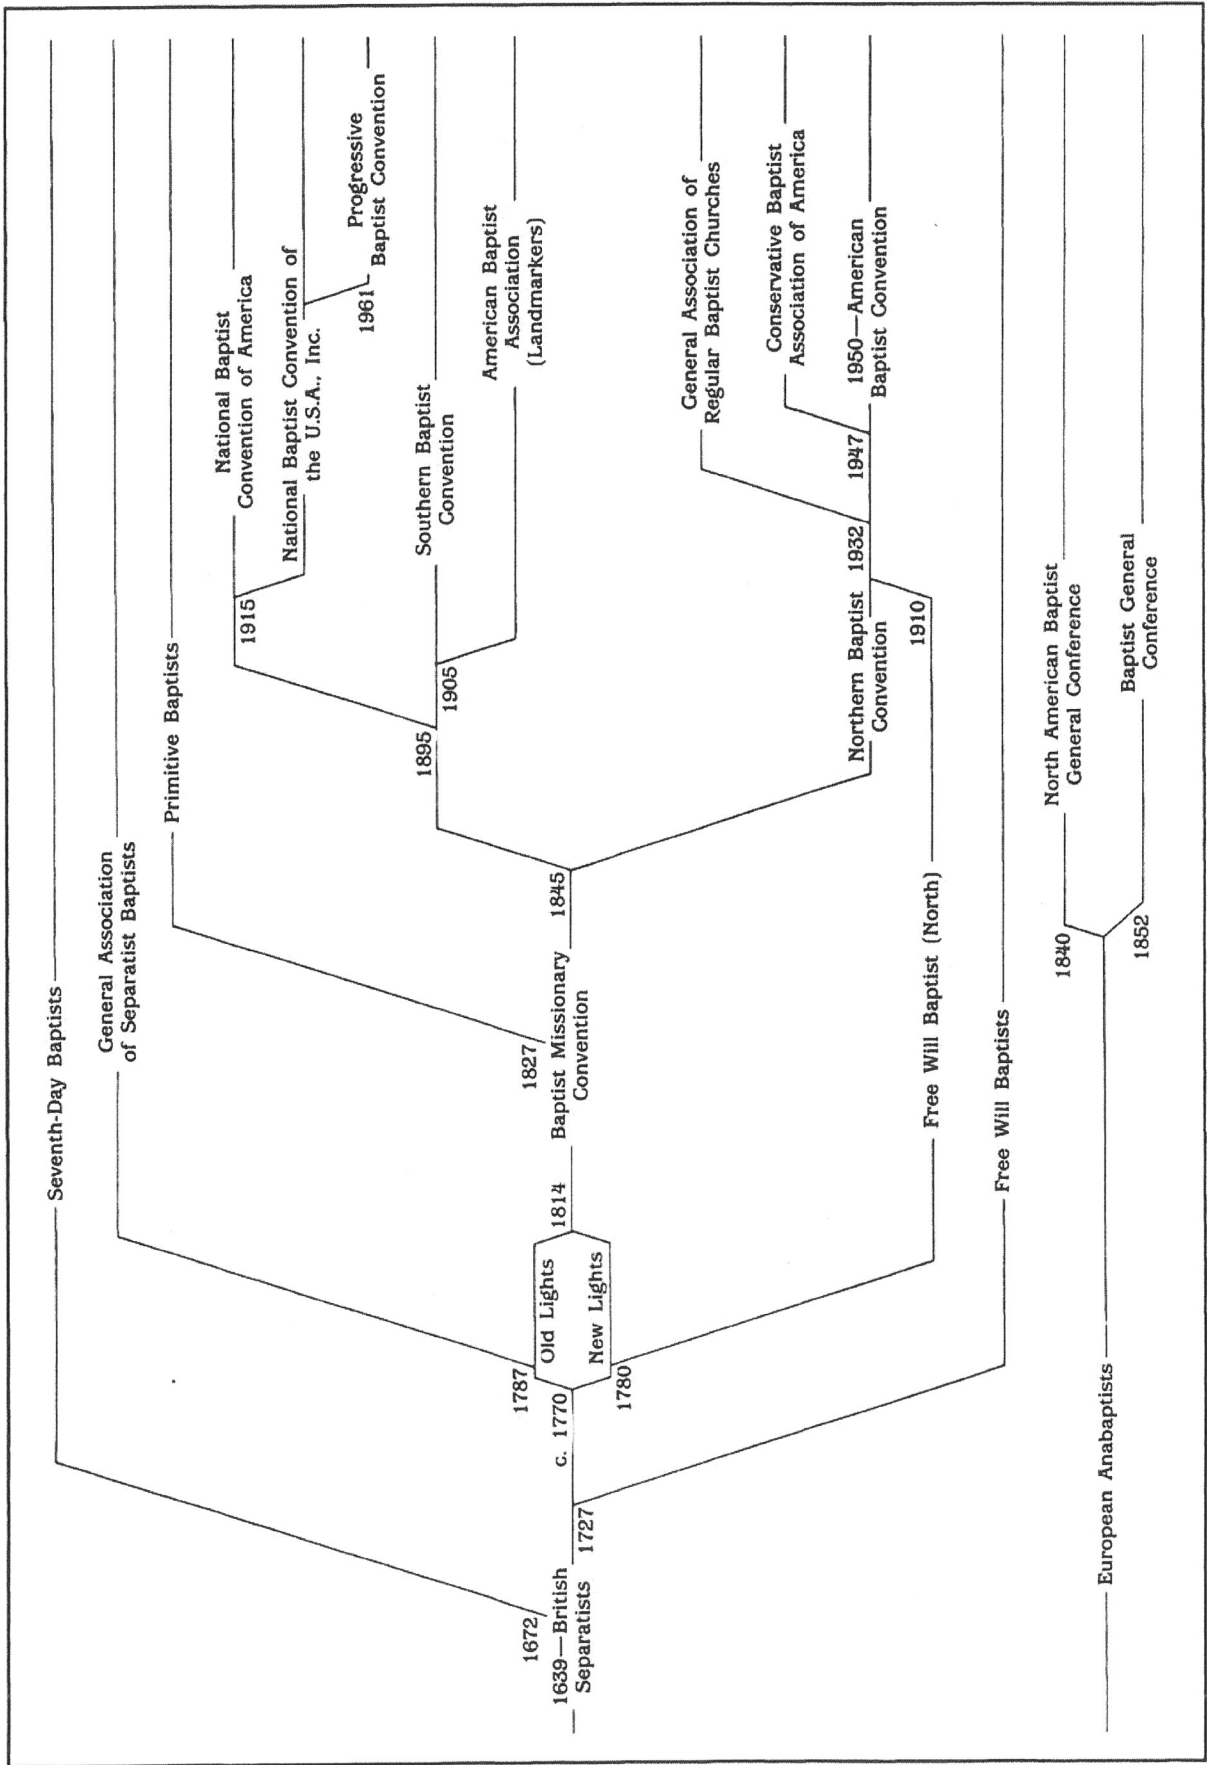 Seventh-Day Baptists
General Association
of Separatist Baptists
Primitive Baptists
National Baptist
Convention of America
1915
National Baptist Convention of
the U.S.A., Inc.
1961
Progressive
Baptist Convention
1895
Southern Baptist
Convention
1905
American Baptist
Association
(Landmarkers)
1672
1639—British
Separatists
1727
c. 1770
1787
Old Lights
New Lights
1780
1814
1827
Baptist Missionary
Convention
1845
General Association of
Regular Baptist Churches
Conservative Baptist
Association of America
Northern Baptist
Convention
1932
1947
1950—American
Baptist Convention
1910
Free Will Baptist (North)
Free Will Baptists
1840
North American Baptist
General Conference
European Anabaptists
1852
Baptist General
Conference